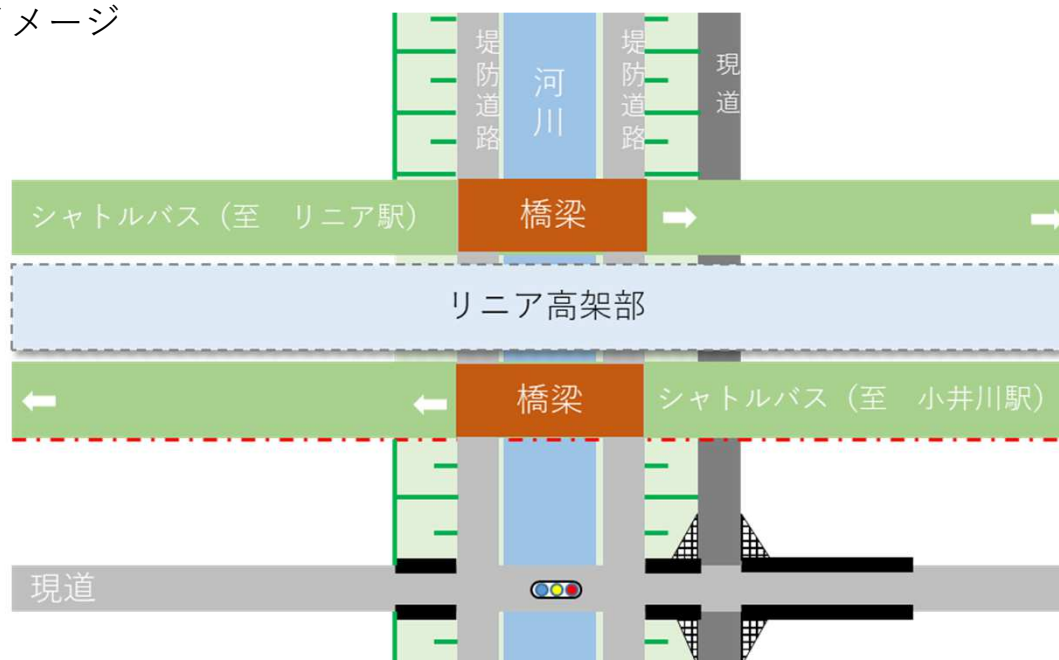 メージ
堤防道路
河川
堤防道路
現道
シャトルバス（至　リニア駅）
橋梁
リニア高架部
橋梁
シャトルバス（至　小井川駅）
現道